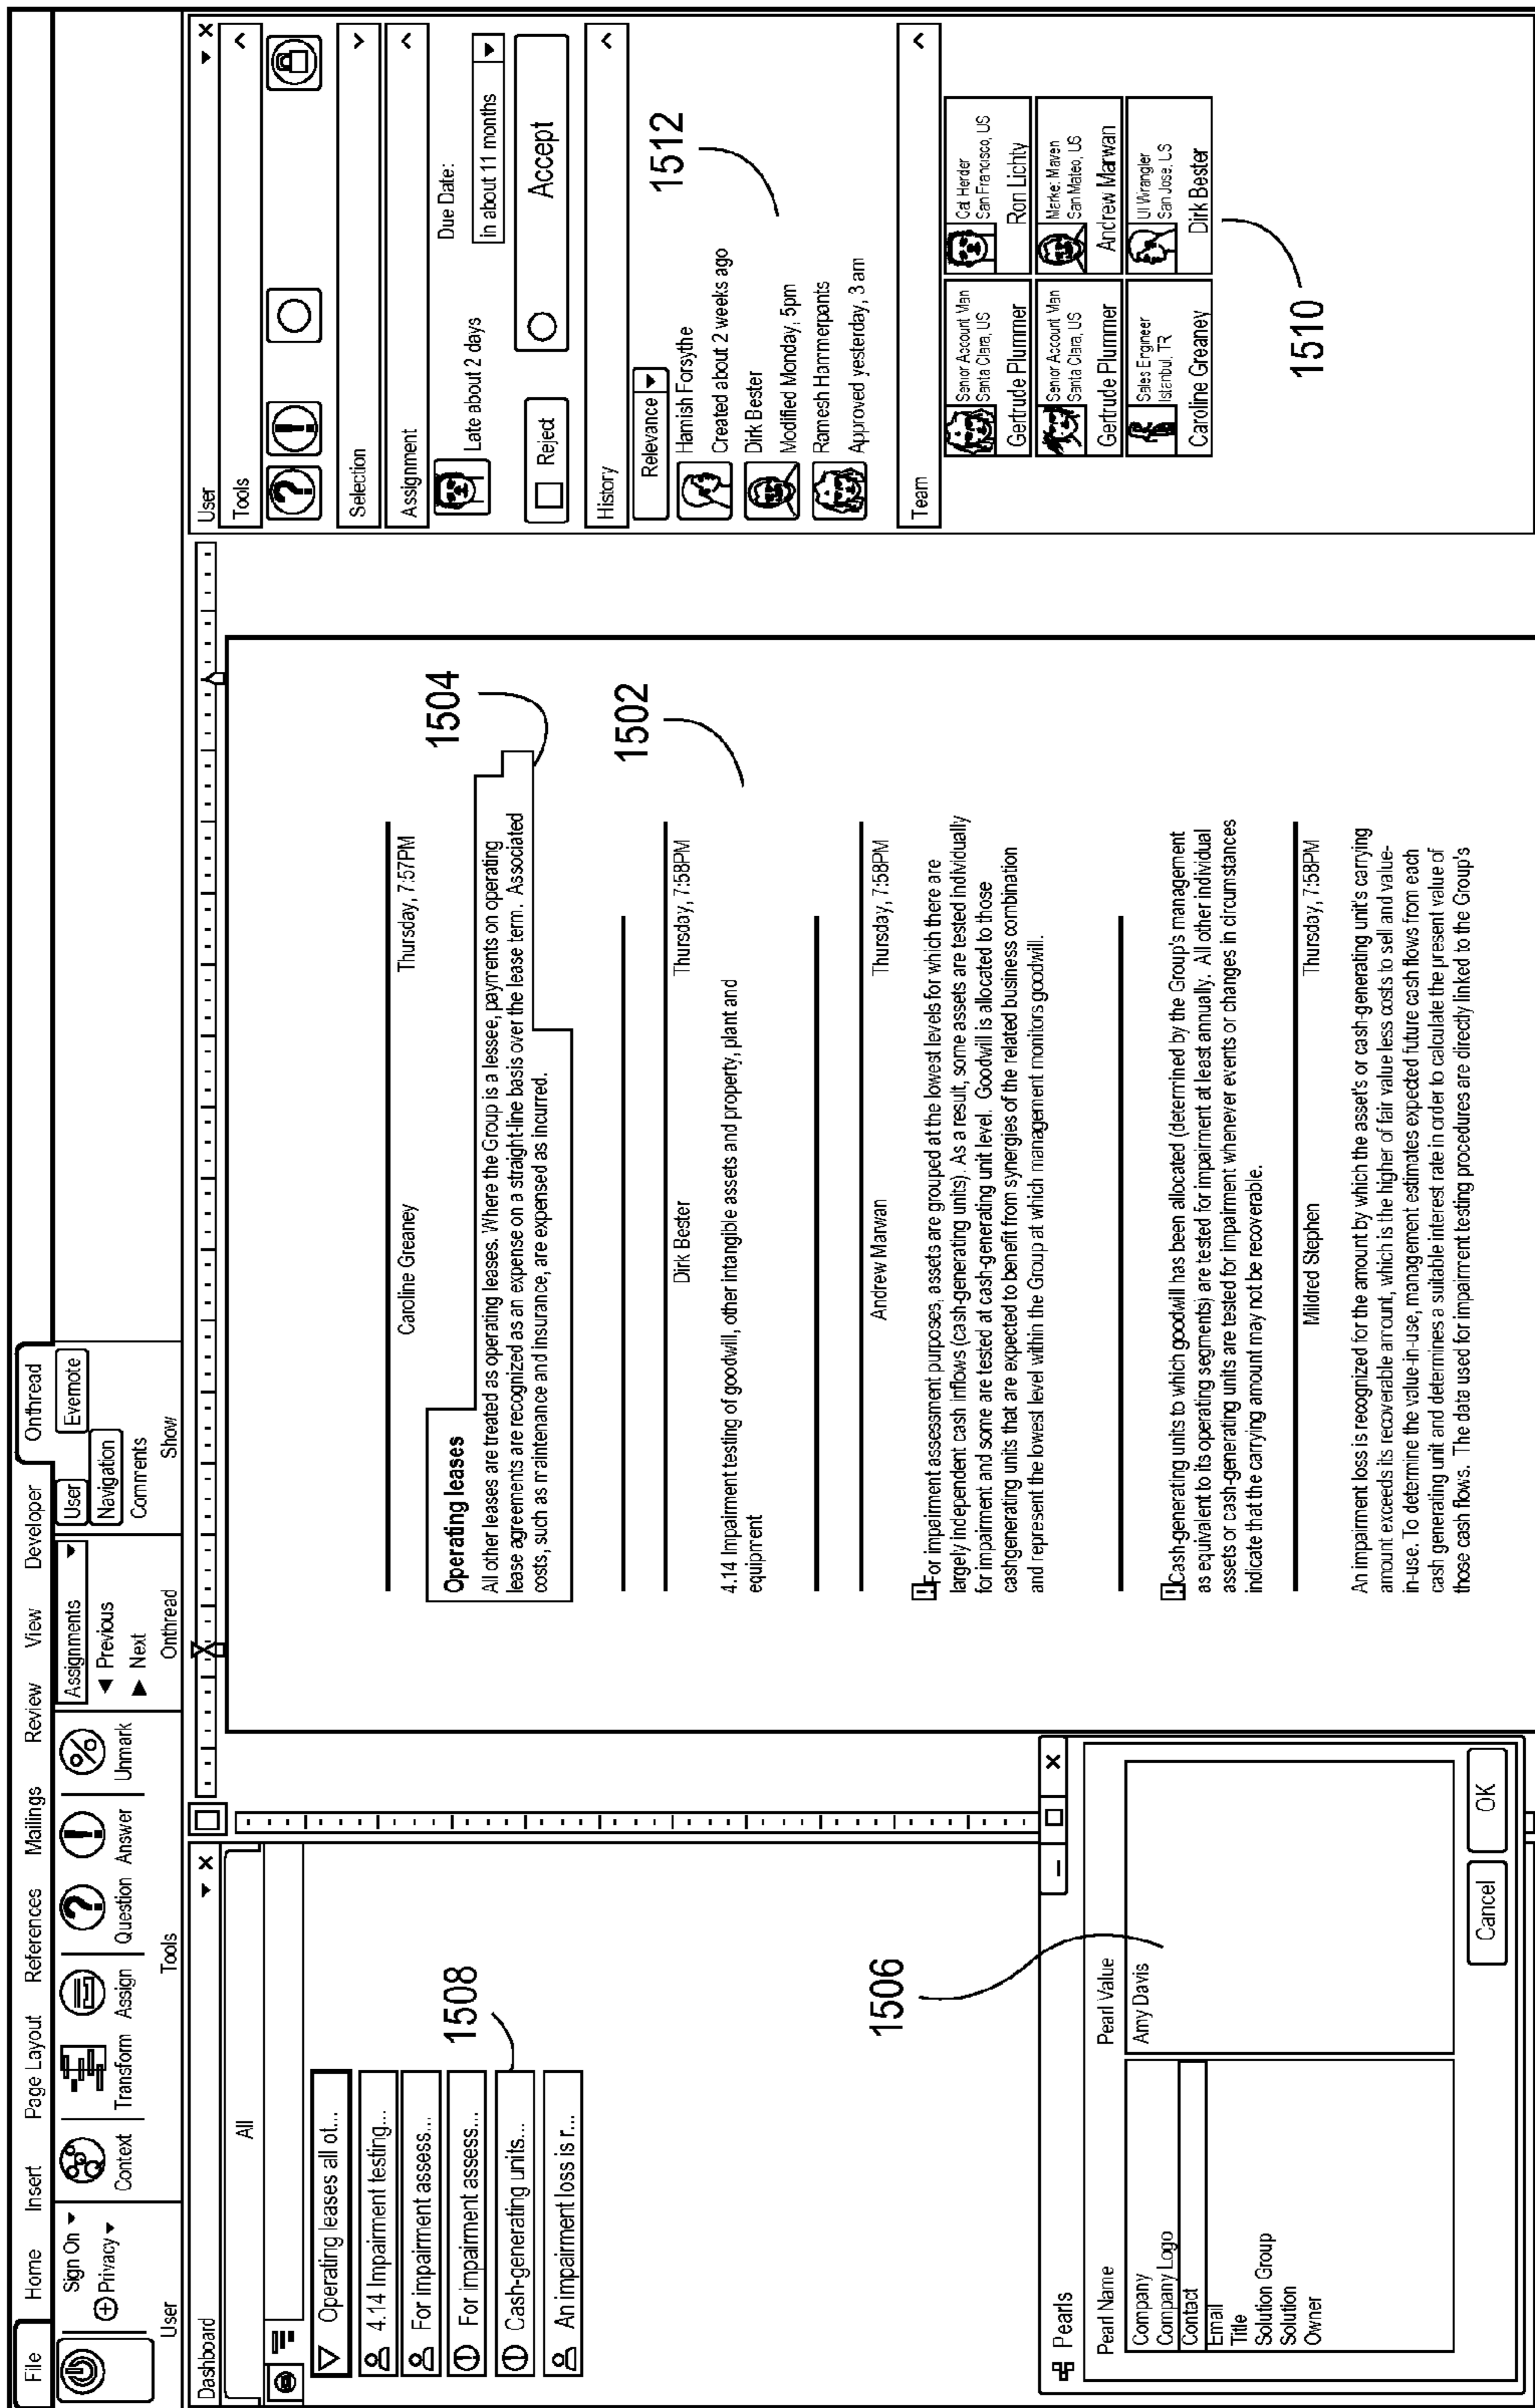 File Home Insert Page Layout References Mailings Review View Developer Onthread
Sign On
Privacy
User
Context Transform Assign Question Answer Unmark
Tools
Assignments
Previous
Next
Onthread
User Evernote
Navigation
Comments
Show
Dashboard
All
Operating leases all ot...
4.14 Impairment testing...
For impairment assess...
For impairment assess...
Cash-generating units...
An impairment loss is r...
1508
1506
Pearls
Pearl Name Pearl Value
Company
Company Logo
Contact
Email
Title
Solution Group
Solution
Owner
Amy Davis
Cancel OK
Caroline Greaney Thursday, 7:57PM
1504
Operating leases
All other leases are treated as operating leases. Where the Group is a lessee, payments on operating
lease agreements are recognized as an expense on a straight-line basis over the lease term. Associated
costs, such as maintenance and insurance, are expensed as incurred.
1502
Dirk Bester Thursday, 7:58PM
4.14 Impairment testing of goodwill, other intangible assets and property, plant and
equipment
Andrew Marwan Thursday, 7:58PM
For impairment assessment purposes, assets are grouped at the lowest levels for which there are
largely independent cash inflows (cash-generating units). As a result, some assets are tested individually
for impairment and some are tested at cash-generating unit level. Goodwill is allocated to those
cashgenerating units that are expected to benefit from synergies of the related business combination
and represent the lowest level within the Group at which management monitors goodwill.
Cash-generating units to which goodwill has been allocated (determined by the Group's management
as equivalent to its operating segments) are tested for impairment at least annually. All other individual
assets or cash-generating units are tested for impairment whenever events or changes in circumstances
indicate that the carrying amount may not be recoverable.
Mildred Stephen Thursday, 7:58PM
An impairment loss is recognized for the amount by which the asset's or cash-generating unit's carrying
amount exceeds its recoverable amount, which is the higher of fair value less costs to sell and value-
in-use. To determine the value-in-use, management estimates expected future cash flows from each
cash generating unit and determines a suitable interest rate in order to calculate the present value of
those cash flows. The data used for impairment testing procedures are directly linked to the Group's
User
Tools
Selection
Assignment
Due Date:
Late about 2 days in about 11 months
Reject Accept
History
Relevance
1512
Hamish Forsythe
Created about 2 weeks ago
Dirk Bester
Modified Monday, 5pm
Ramesh Hammerpants
Approved yesterday, 3 am
Team
Senior Account Man
Santa Clara, US
Gertrude Plummer
Cat Herder
San Francisco, US
Ron Lichty
Senior Account Man
Santa Clara, US
Gertrude Plummer
Market Maven
San Mateo, US
Andrew Marwan
Sales Engineer
Istanbul, TR
Caroline Greaney
UI Wrangler
San Jose, US
Dirk Bester
1510